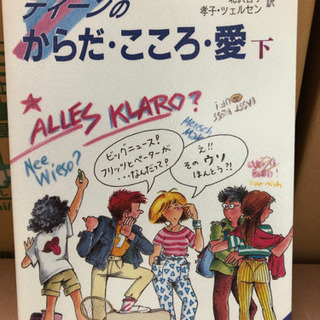 ティーンの
からだ・こころ・愛 下
孝子・ツェルセン 訳
ALLES KLARO?
Nee
Wieso?
Mensch
ビッグニュース!
フリッツとペーターが
・・・なんだって?
え!!
その ウソ
ほんとう?!